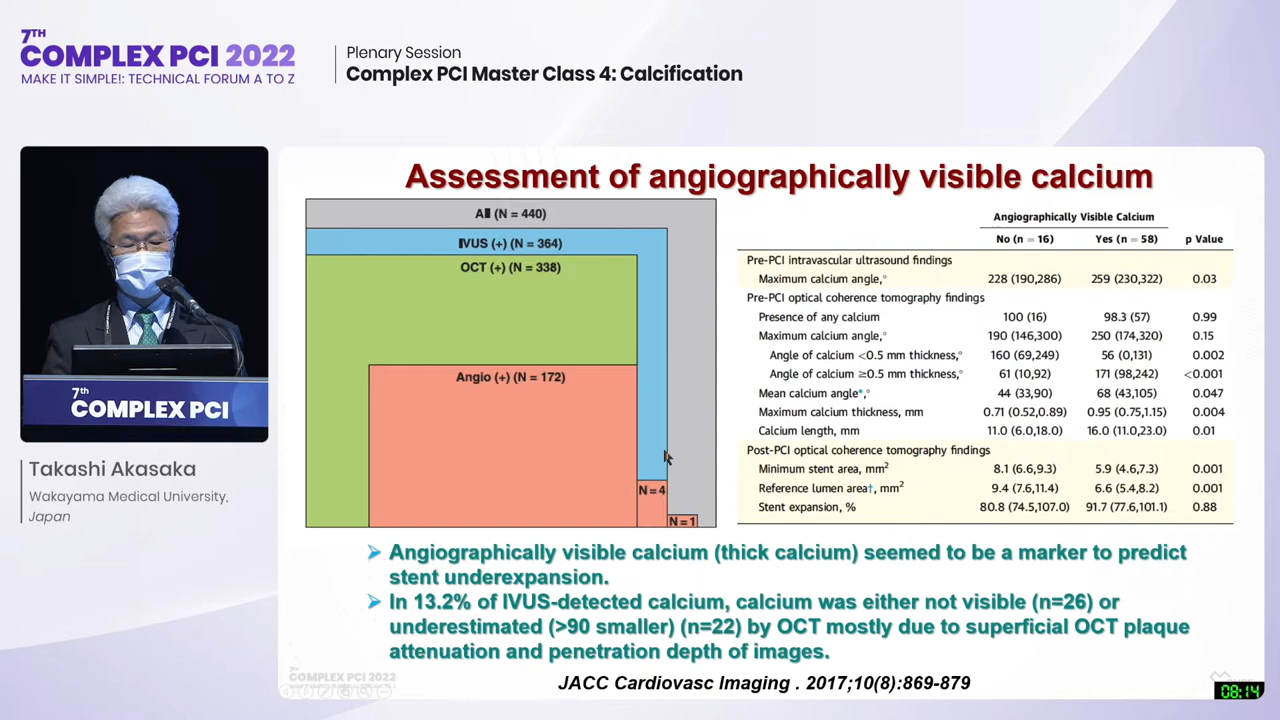 7TH
COMPLEX PCI 2022
MAKE IT SIMPLE!: TECHNICAL FORUM A TO Z
Plenary Session
Complex PCI Master Class 4: Calcification
7th
COMPLEX PCI
Takashi Akasaka
Wakayama Medical University,
Japan
Assessment of angiographically visible calcium
All (N = 440)
IVUS (+) (N = 364)
OCT (+) (N = 338)
Angio (+) (N = 172)
N = 4
N = 1
Angiographically Visible Calcium
No (n = 16) Yes (n = 58) p Value
Pre-PCI intravascular ultrasound findings
Maximum calcium angle,° 228 (190,286) 259 (230,322) 0.03
Pre-PCI optical coherence tomography findings
Presence of any calcium 100 (16) 98.3 (57) 0.99
Maximum calcium angle,° 190 (146,300) 250 (174,320) 0.15
Angle of calcium <0.5 mm thickness,° 160 (69,249) 56 (0,131) 0.002
Angle of calcium ≥0.5 mm thickness,° 61 (10,92) 171 (98,242) <0.001
Mean calcium angle*,° 44 (33,90) 68 (43,105) 0.047
Maximum calcium thickness, mm 0.71 (0.52,0.89) 0.95 (0.75,1.15) 0.004
Calcium length, mm 11.0 (6.0,18.0) 16.0 (11.0,23.0) 0.01
Post-PCI optical coherence tomography findings
Minimum stent area, mm² 8.1 (6.6,9.3) 5.9 (4.6,7.3) 0.001
Reference lumen area†, mm² 9.4 (7.6,11.4) 6.6 (5.4,8.2) 0.001
Stent expansion, % 80.8 (74.5,107.0) 91.7 (77.6,101.1) 0.88
Angiographically visible calcium (thick calcium) seemed to be a marker to predict
stent underexpansion.
In 13.2% of IVUS-detected calcium, calcium was either not visible (n=26) or
underestimated (>90 smaller) (n=22) by OCT mostly due to superficial OCT plaque
attenuation and penetration depth of images.
JACC Cardiovasc Imaging . 2017;10(8):869-879
COMPLEX PCI 2022
08:14